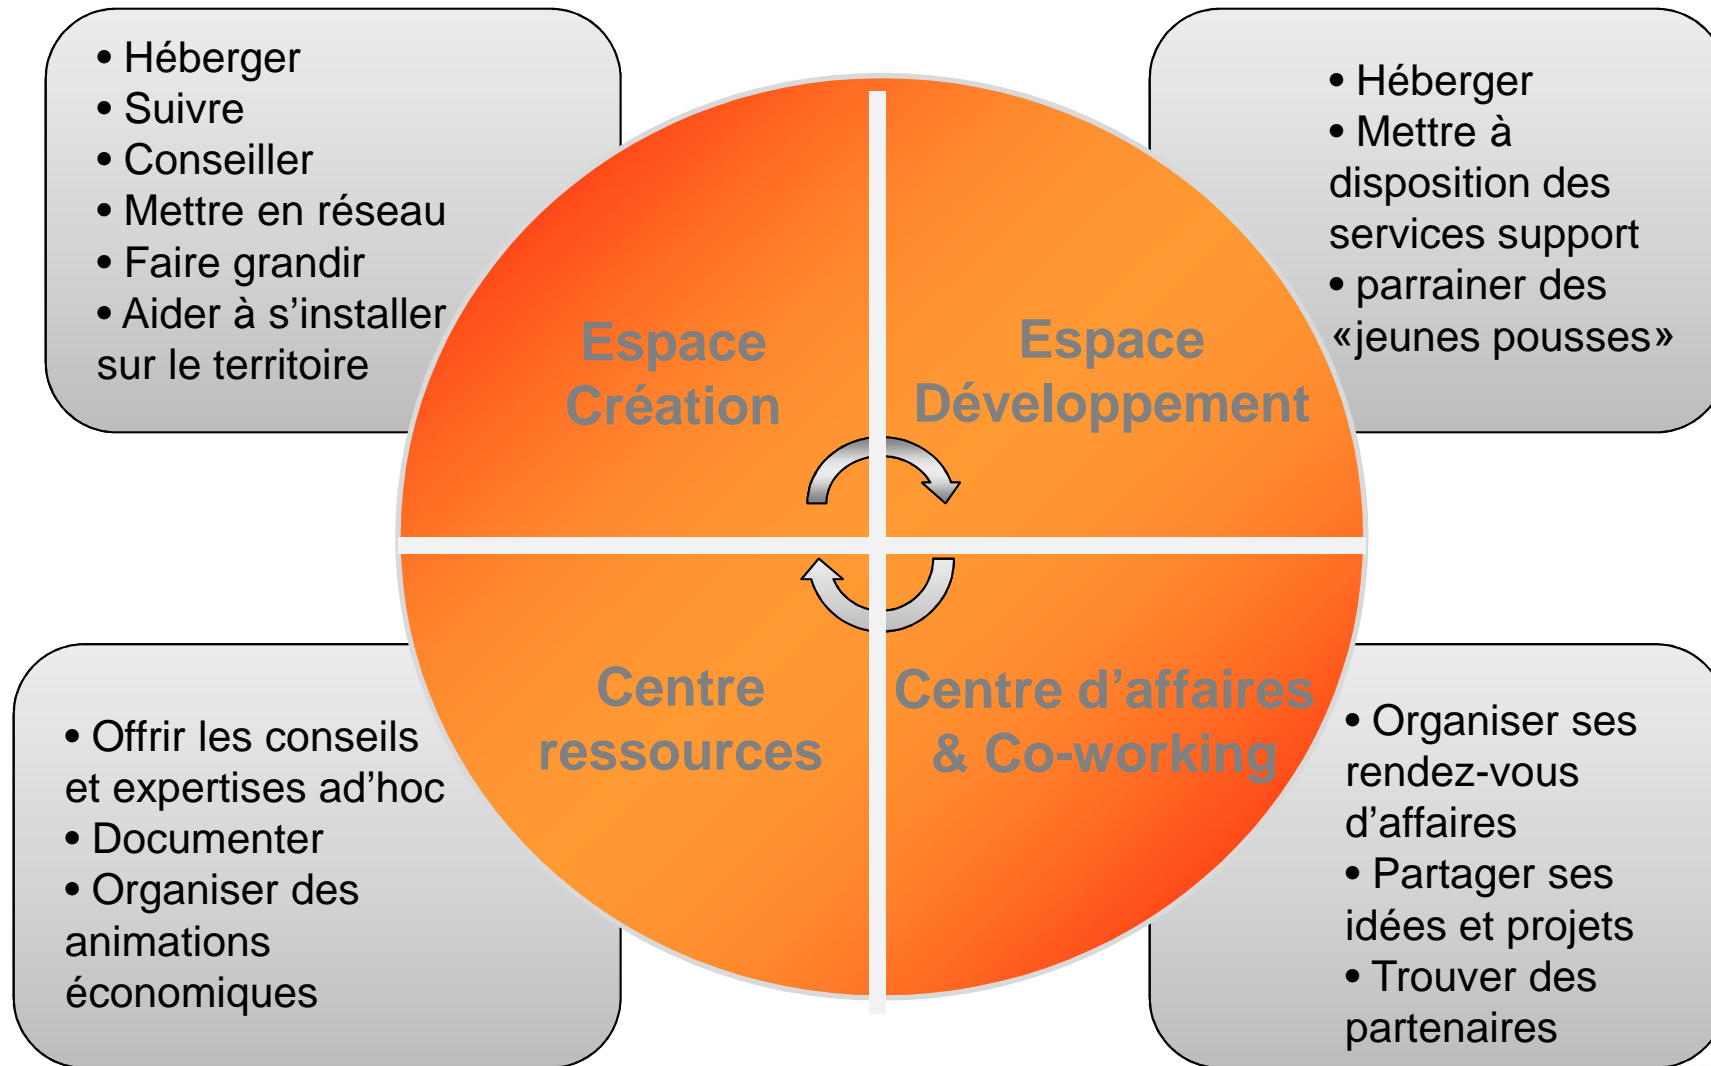 • Héberger
• Suivre
• Conseiller
• Mettre en réseau
• Faire grandir
• Aider à s’installer
sur le territoire
• Héberger
• Mettre à
disposition des
services support
• parrainer des
«jeunes pousses»
Espace
Création
Espace
Développement
Centre
ressources
Centre d’affaires
& Co-working
• Offrir les conseils
et expertises ad’hoc
• Documenter
• Organiser des
animations
économiques
• Organiser ses
rendez-vous
d’affaires
• Partager ses
idées et projets
• Trouver des
partenaires